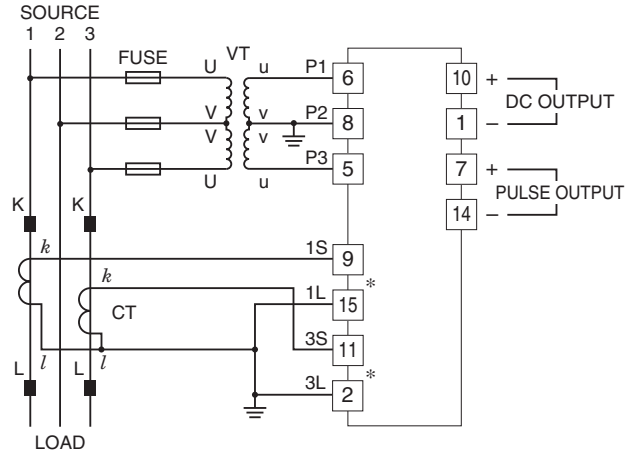 SOURCE
1 2 3
FUSE
VT
U u P1 6
V v P2 8
V v
U u P3 5
10 +
DC OUTPUT
1 −
7 +
PULSE OUTPUT
14 −
K K
k 1S 9
k 1L 15 *
CT
3S 11
L l L l
3L 2 *
LOAD